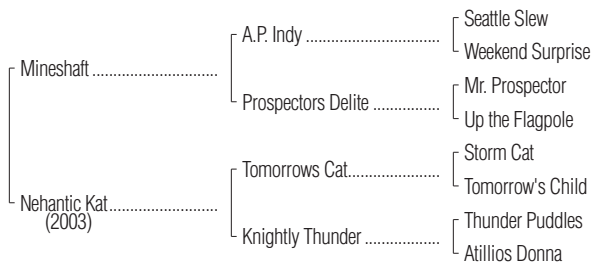 Seattle Slew
A.P. Indy ................................
Weekend Surprise
Mineshaft ..............................
Mr. Prospector
Prospectors Delite ................
Up the Flagpole
Storm Cat
Tomorrows Cat......................
Tomorrow's Child
Nehantic Kat..........................
(2003)
Thunder Puddles
Knightly Thunder ..................
Atillios Donna